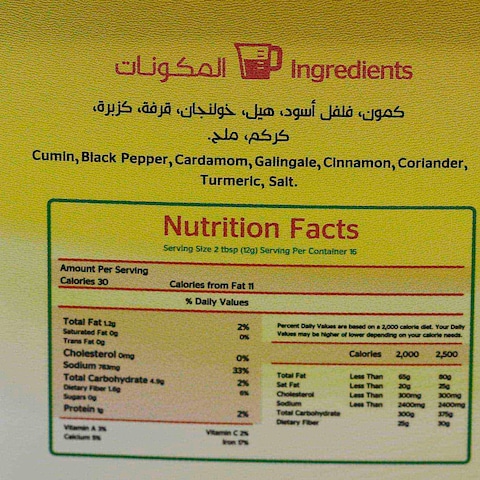 المكونات Ingredients
كمون، فلفل أسود، هيل، خولنجان، قرفة، كزبرة،
كركم، ملح.
Cumin, Black Pepper, Cardamom, Galingale, Cinnamon, Coriander,
Turmeric, Salt.
Nutrition Facts
Serving Size 2 tbsp (12g) Serving Per Container 16
Amount Per Serving
Calories 30 Calories from Fat 11
% Daily Values
Total Fat 1.2g 2%
Saturated Fat 0g 0%
Trans Fat 0g
Cholesterol 0mg 0%
Sodium 783mg 33%
Total Carbohydrate 4.9g 2%
Dietary Fiber 1.6g 6%
Sugars 0g
Protein 1g 2%
Vitamin A 3% Vitamin C 2%
Calcium 5% Iron 17%
Percent Daily Values are based on a 2,000 calorie diet. Your Daily
Values may be higher of lower depending on your calorie needs.
Calories 2,000 2,500
Total Fat Less Than 65g 80g
Sat Fat Less Than 20g 25g
Cholesterol Less Than 300mg 300mg
Sodium Less Than 2400mg 2400mg
Total Carbohydrate 300g 375g
Dietary Fiber 25g 30g